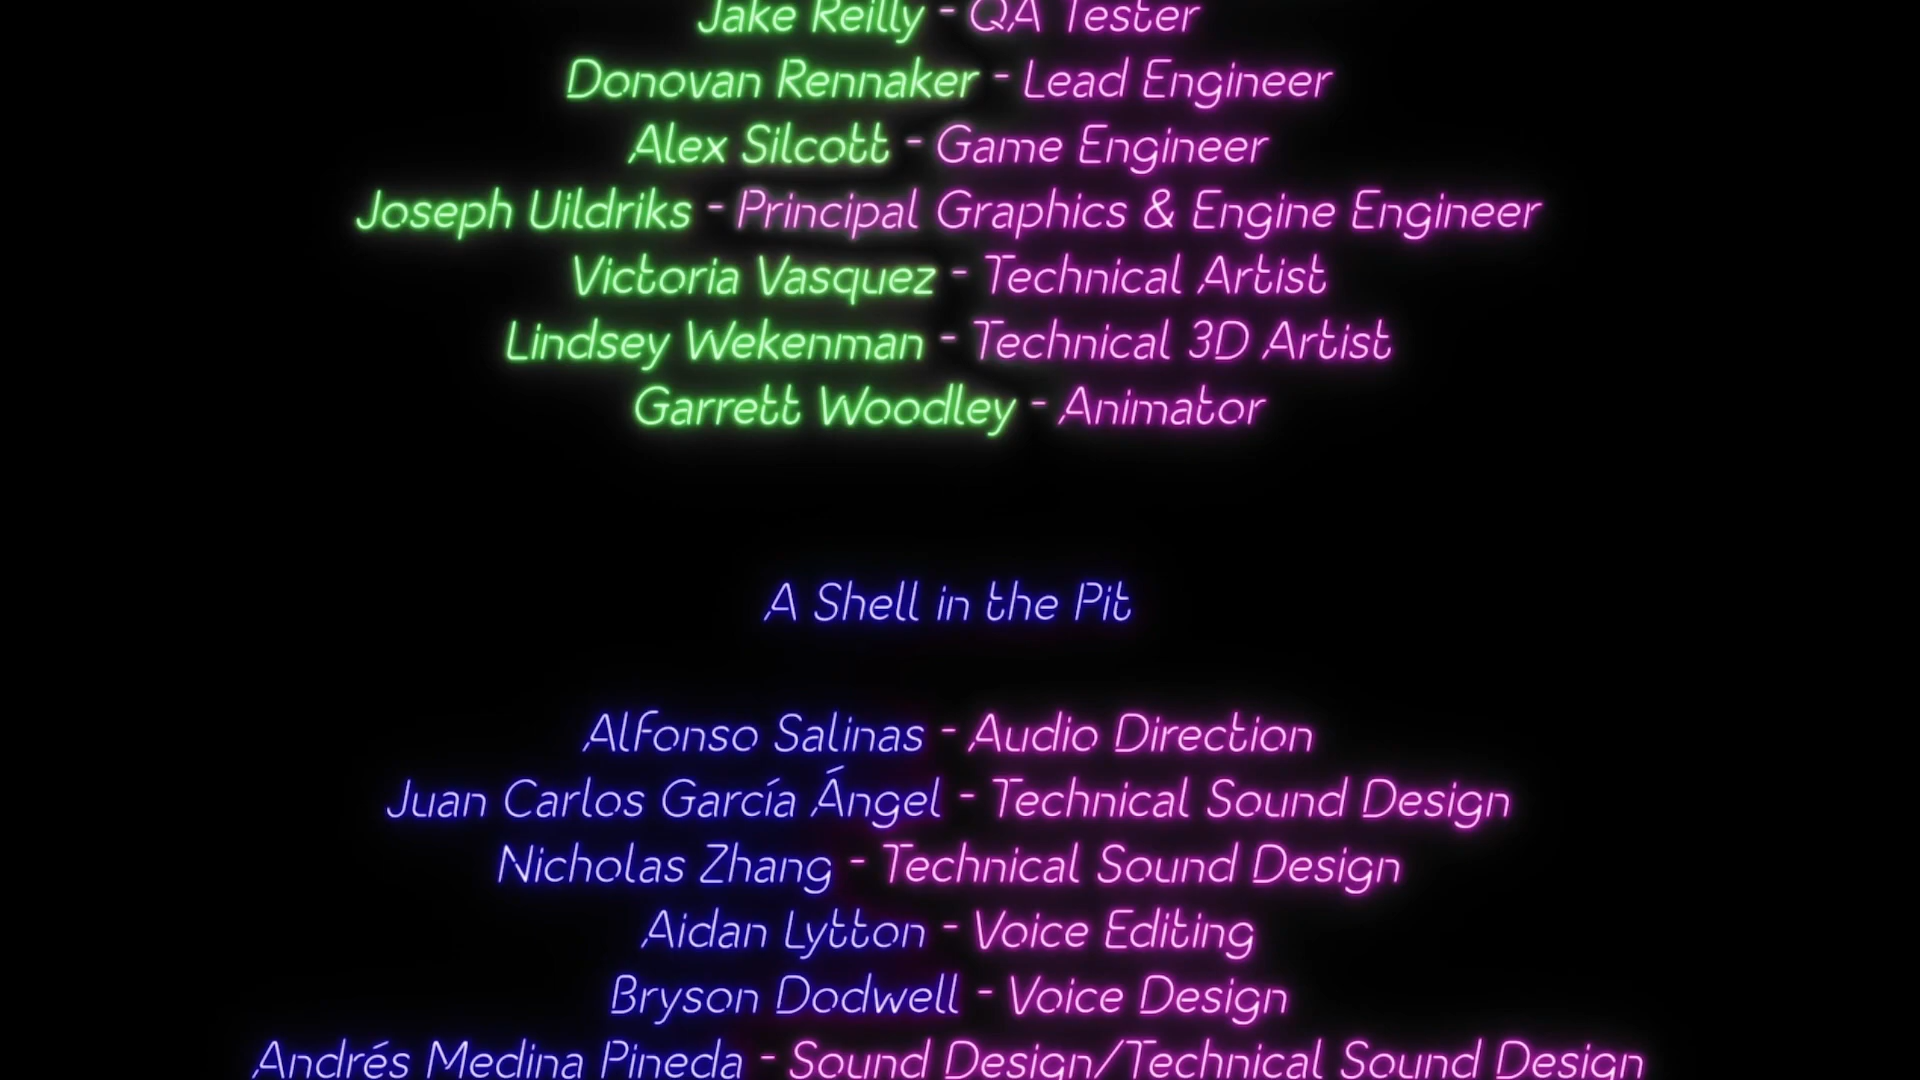 Jake Reilly - QA Tester
Donovan Rennaker - Lead Engineer
Alex Silcott - Game Engineer
Joseph Uildriks - Principal Graphics & Engine Engineer
Victoria Vasquez - Technical Artist
Lindsey Wekenman - Technical 3D Artist
Garrett Woodley - Animator
A Shell in the Pit
Alfonso Salinas - Audio Direction
Juan Carlos García Ángel - Technical Sound Design
Nicholas Zhang - Technical Sound Design
Aidan Lytton - Voice Editing
Bryson Dodwell - Voice Design
Andrés Medina Pineda - Sound Design/Technical Sound Design